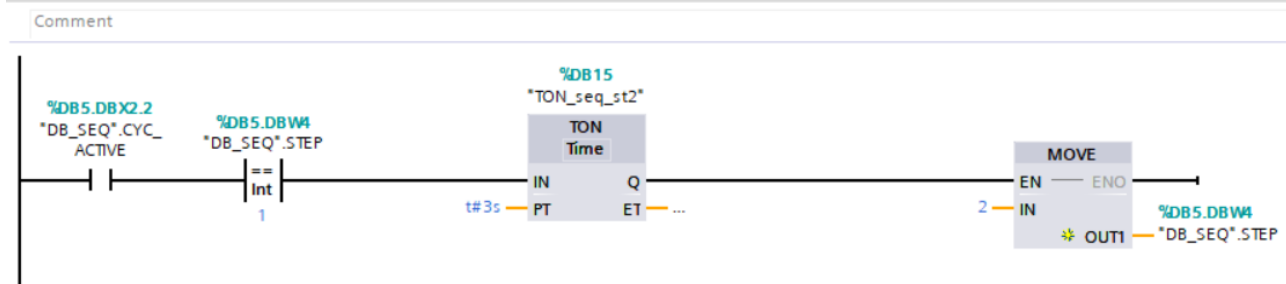 Comment
%DB15
"TON_seq_st2"
%DB5.DBX2.2
"DB_SEQ".CYC_
ACTIVE
%DB5.DBW4
"DB_SEQ".STEP
==
Int
1
TON
Time
IN
Q
t#3s
PT
ET
...
MOVE
EN
ENO
2
IN
OUT1
%DB5.DBW4
"DB_SEQ".STEP